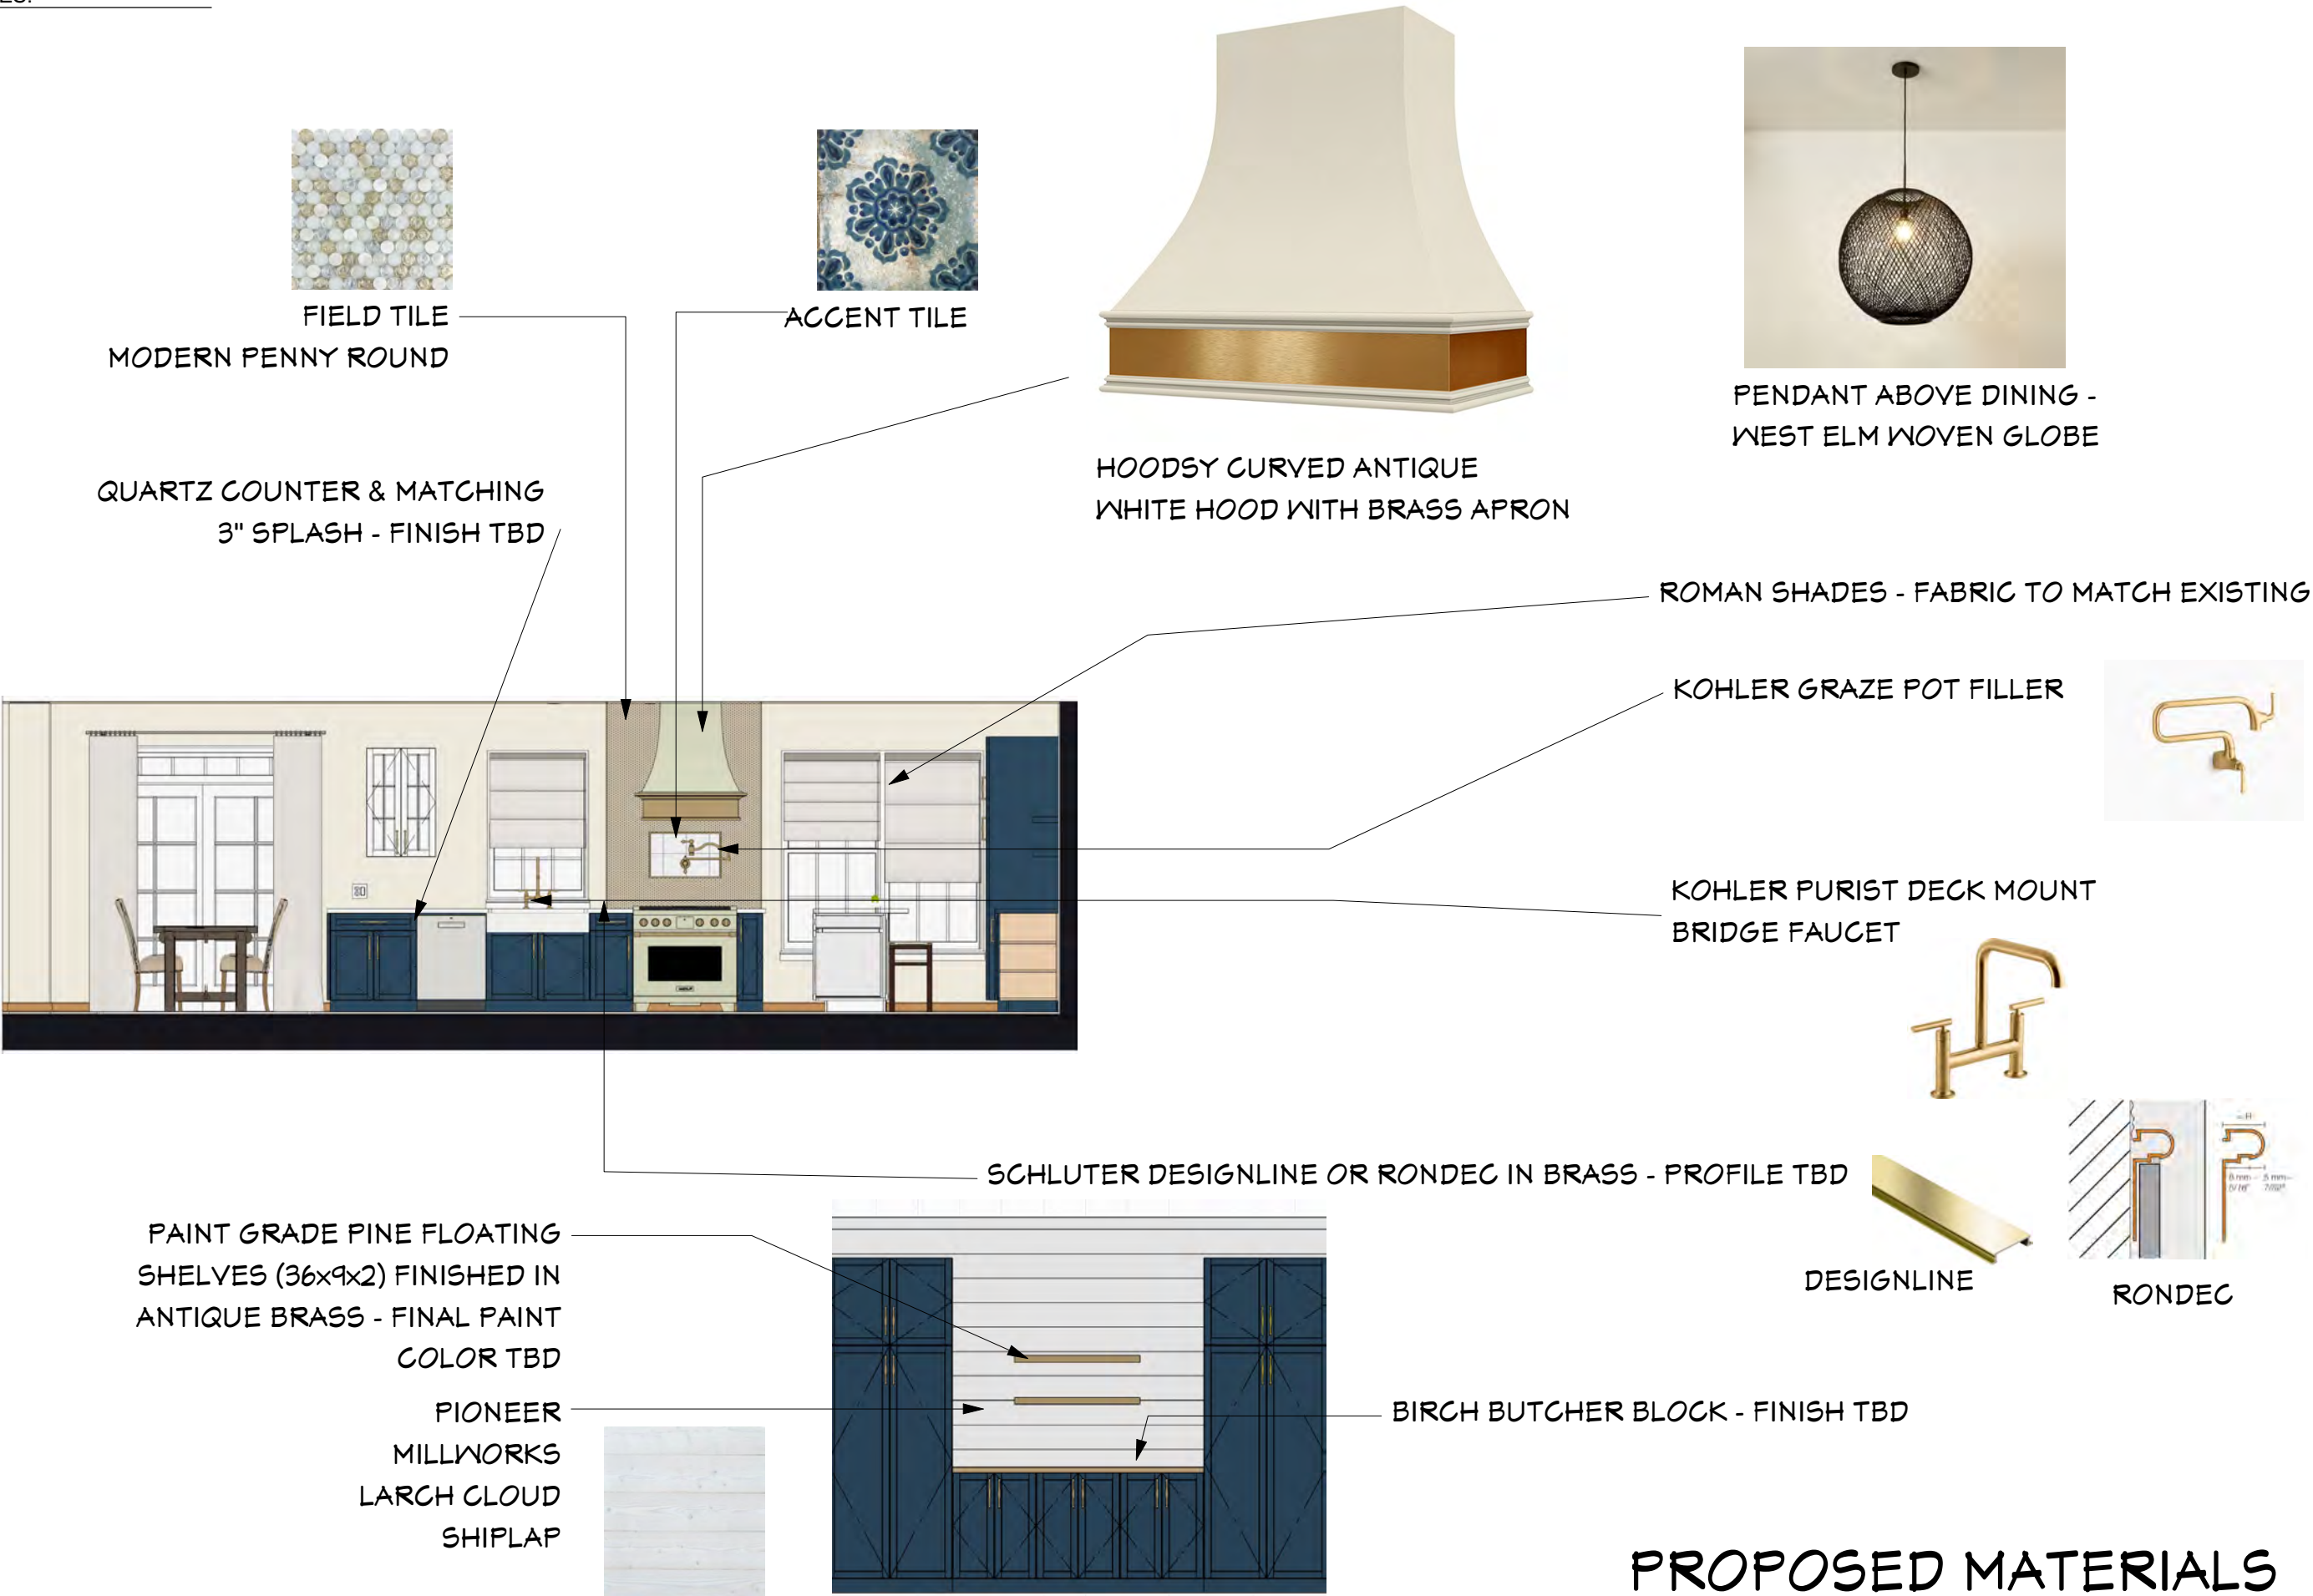 FIELD TILE
MODERN PENNY ROUND
ACCENT TILE
HOODSY CURVED ANTIQUE
WHITE HOOD WITH BRASS APRON
PENDANT ABOVE DINING -
WEST ELM WOVEN GLOBE
QUARTZ COUNTER & MATCHING
3" SPLASH - FINISH TBD
ROMAN SHADES - FABRIC TO MATCH EXISTING
KOHLER GRAZE POT FILLER
KOHLER PURIST DECK MOUNT
BRIDGE FAUCET
WOLF
SCHLUTER DESIGNLINE OR RONDEC IN BRASS - PROFILE TBD
DESIGNLINE
RONDEC
PAINT GRADE PINE FLOATING
SHELVES (36x9x2) FINISHED IN
ANTIQUE BRASS - FINAL PAINT
COLOR TBD
PIONEER
MILLWORKS
LARCH CLOUD
SHIPLAP
BIRCH BUTCHER BLOCK - FINISH TBD
PROPOSED MATERIALS